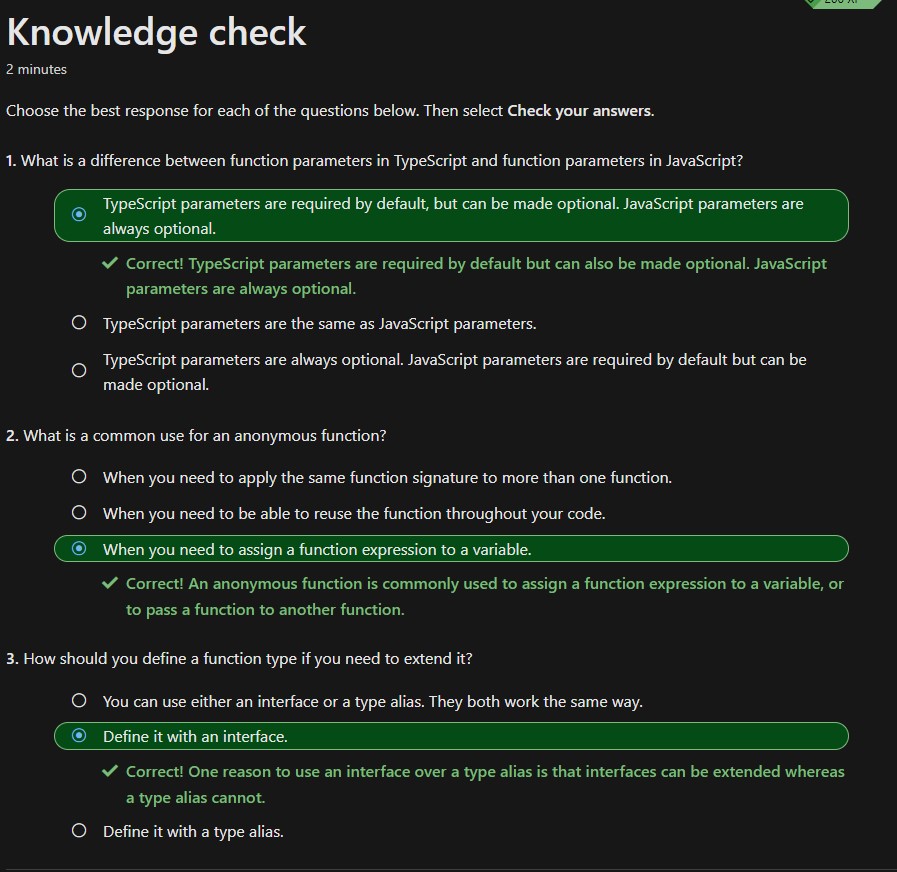 Knowledge check
2 minutes
Choose the best response for each of the questions below. Then select Check your answers.
1. What is a difference between function parameters in TypeScript and function parameters in JavaScript?
TypeScript parameters are required by default, but can be made optional. JavaScript parameters are
always optional.
Correct! TypeScript parameters are required by default but can also be made optional. JavaScript
parameters are always optional.
TypeScript parameters are the same as JavaScript parameters.
TypeScript parameters are always optional. JavaScript parameters are required by default but can be
made optional.
2. What is a common use for an anonymous function?
When you need to apply the same function signature to more than one function.
When you need to be able to reuse the function throughout your code.
When you need to assign a function expression to a variable.
Correct! An anonymous function is commonly used to assign a function expression to a variable, or
to pass a function to another function.
3. How should you define a function type if you need to extend it?
You can use either an interface or a type alias. They both work the same way.
Define it with an interface.
Correct! One reason to use an interface over a type alias is that interfaces can be extended whereas
a type alias cannot.
Define it with a type alias.